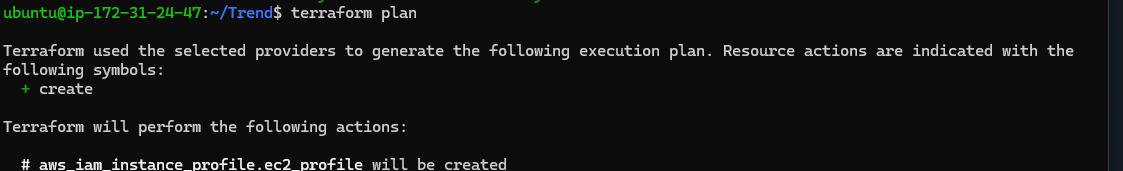 ubuntu@ip-172-31-24-47:~/Trend$ terraform plan
Terraform used the selected providers to generate the following execution plan. Resource actions are indicated with the
following symbols:
+ create
Terraform will perform the following actions:
# aws_iam_instance_profile.ec2_profile will be created